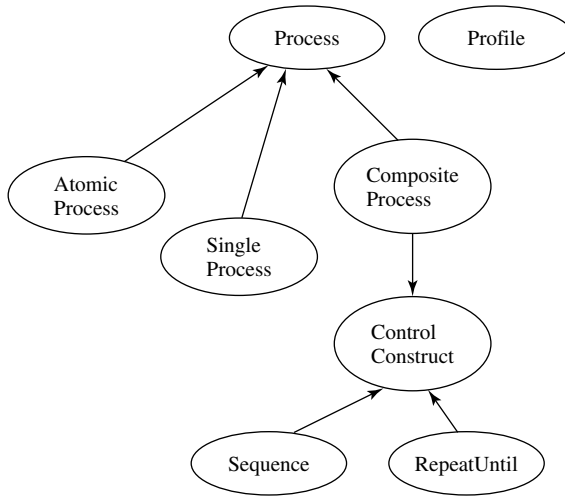 Process
Profile
Atomic
Process
Composite
Process
Single
Process
Control
Construct
Sequence
RepeatUntil